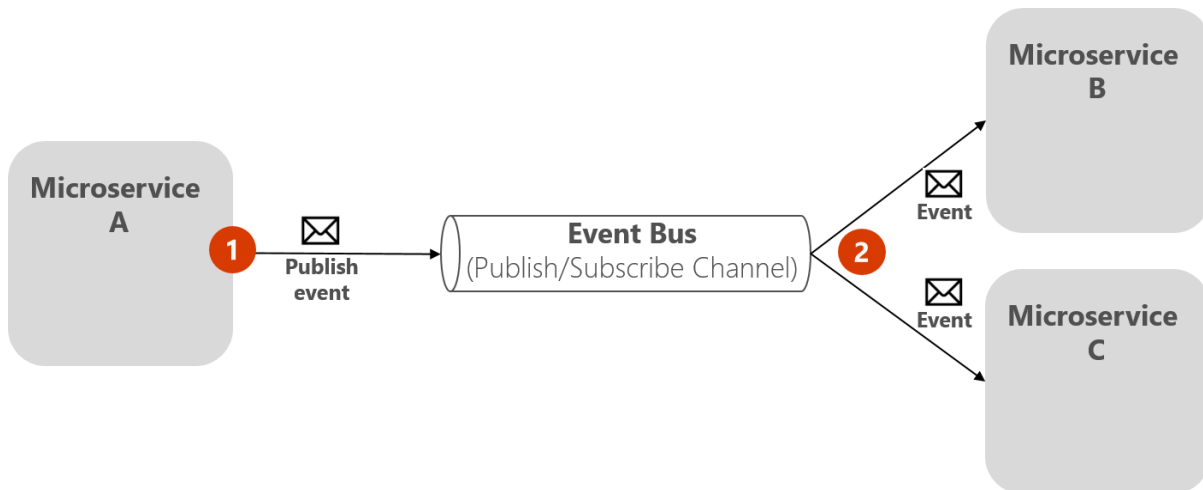 Microservice
A
1
Publish
event
Event Bus
(Publish/Subscribe Channel)
2
Event
Microservice
B
Event
Microservice
C